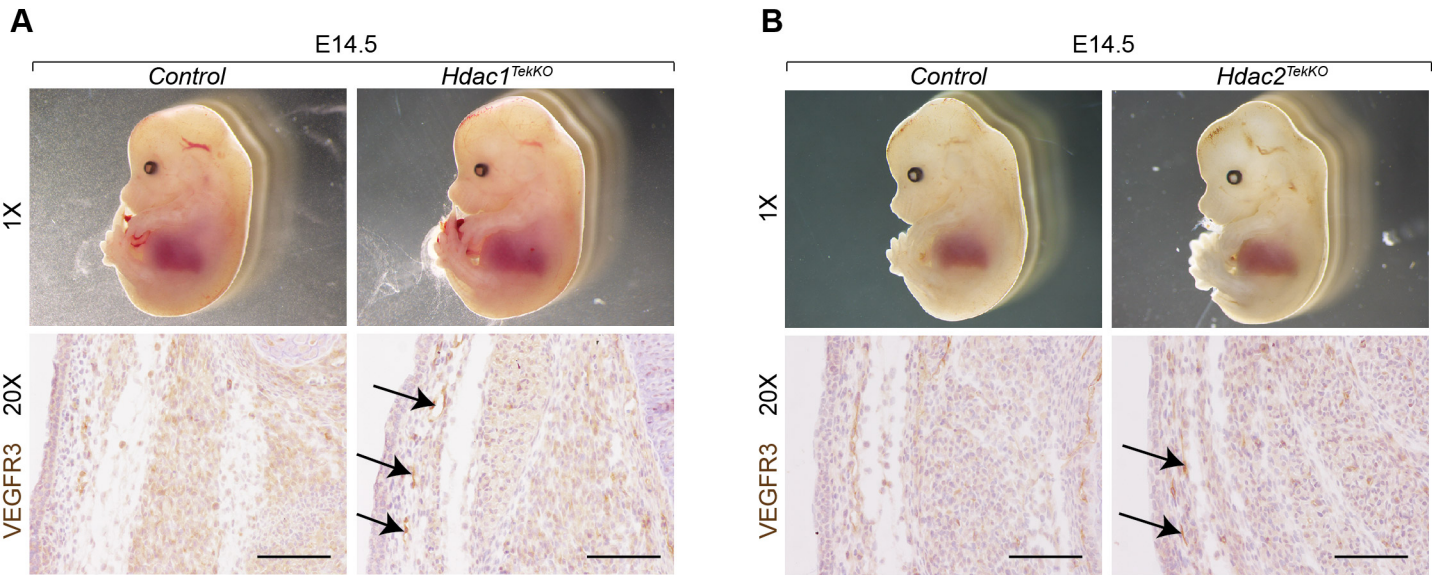 A
E14.5
Control Hdac1TekKO
1X
20X
VEGFR3
B
E14.5
Control Hdac2TekKO
1X
20X
VEGFR3